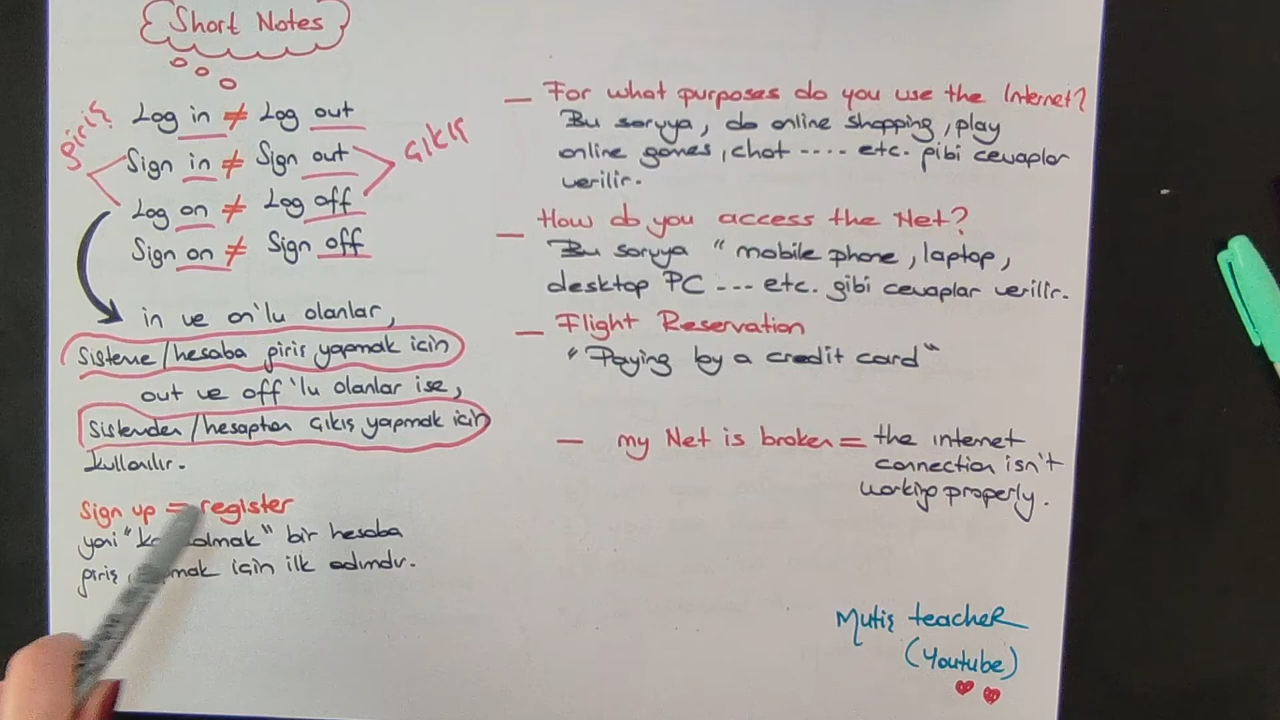 Short Notes
Log in ≠ Log out
giriş
Sign in ≠ Sign out
çıkış
Log on ≠ Log off
Sign on ≠ Sign off
in ve on'lu olanlar,
Sisteme/hesaba giriş yapmak için
out ve off'lu olanlar ise,
Sistemden/hesaptan çıkış yapmak için
kullanılır.
Sign up = register
yani " olmak" bir hesaba
giriş için ilk adımdır.
— For what purposes do you use the Internet?
Bu soruya, do online shopping, play
online games, chat ---- etc. gibi cevaplar
verilir.
— How do you access the Net?
Bu soruya " mobile phone, laptop,
desktop PC --- etc. gibi cevaplar verilir.
— Flight Reservation
"Paying by a credit card"
— my Net is broken = the internet
connection isn't
working properly.
Mutiş teacher
(Youtube)